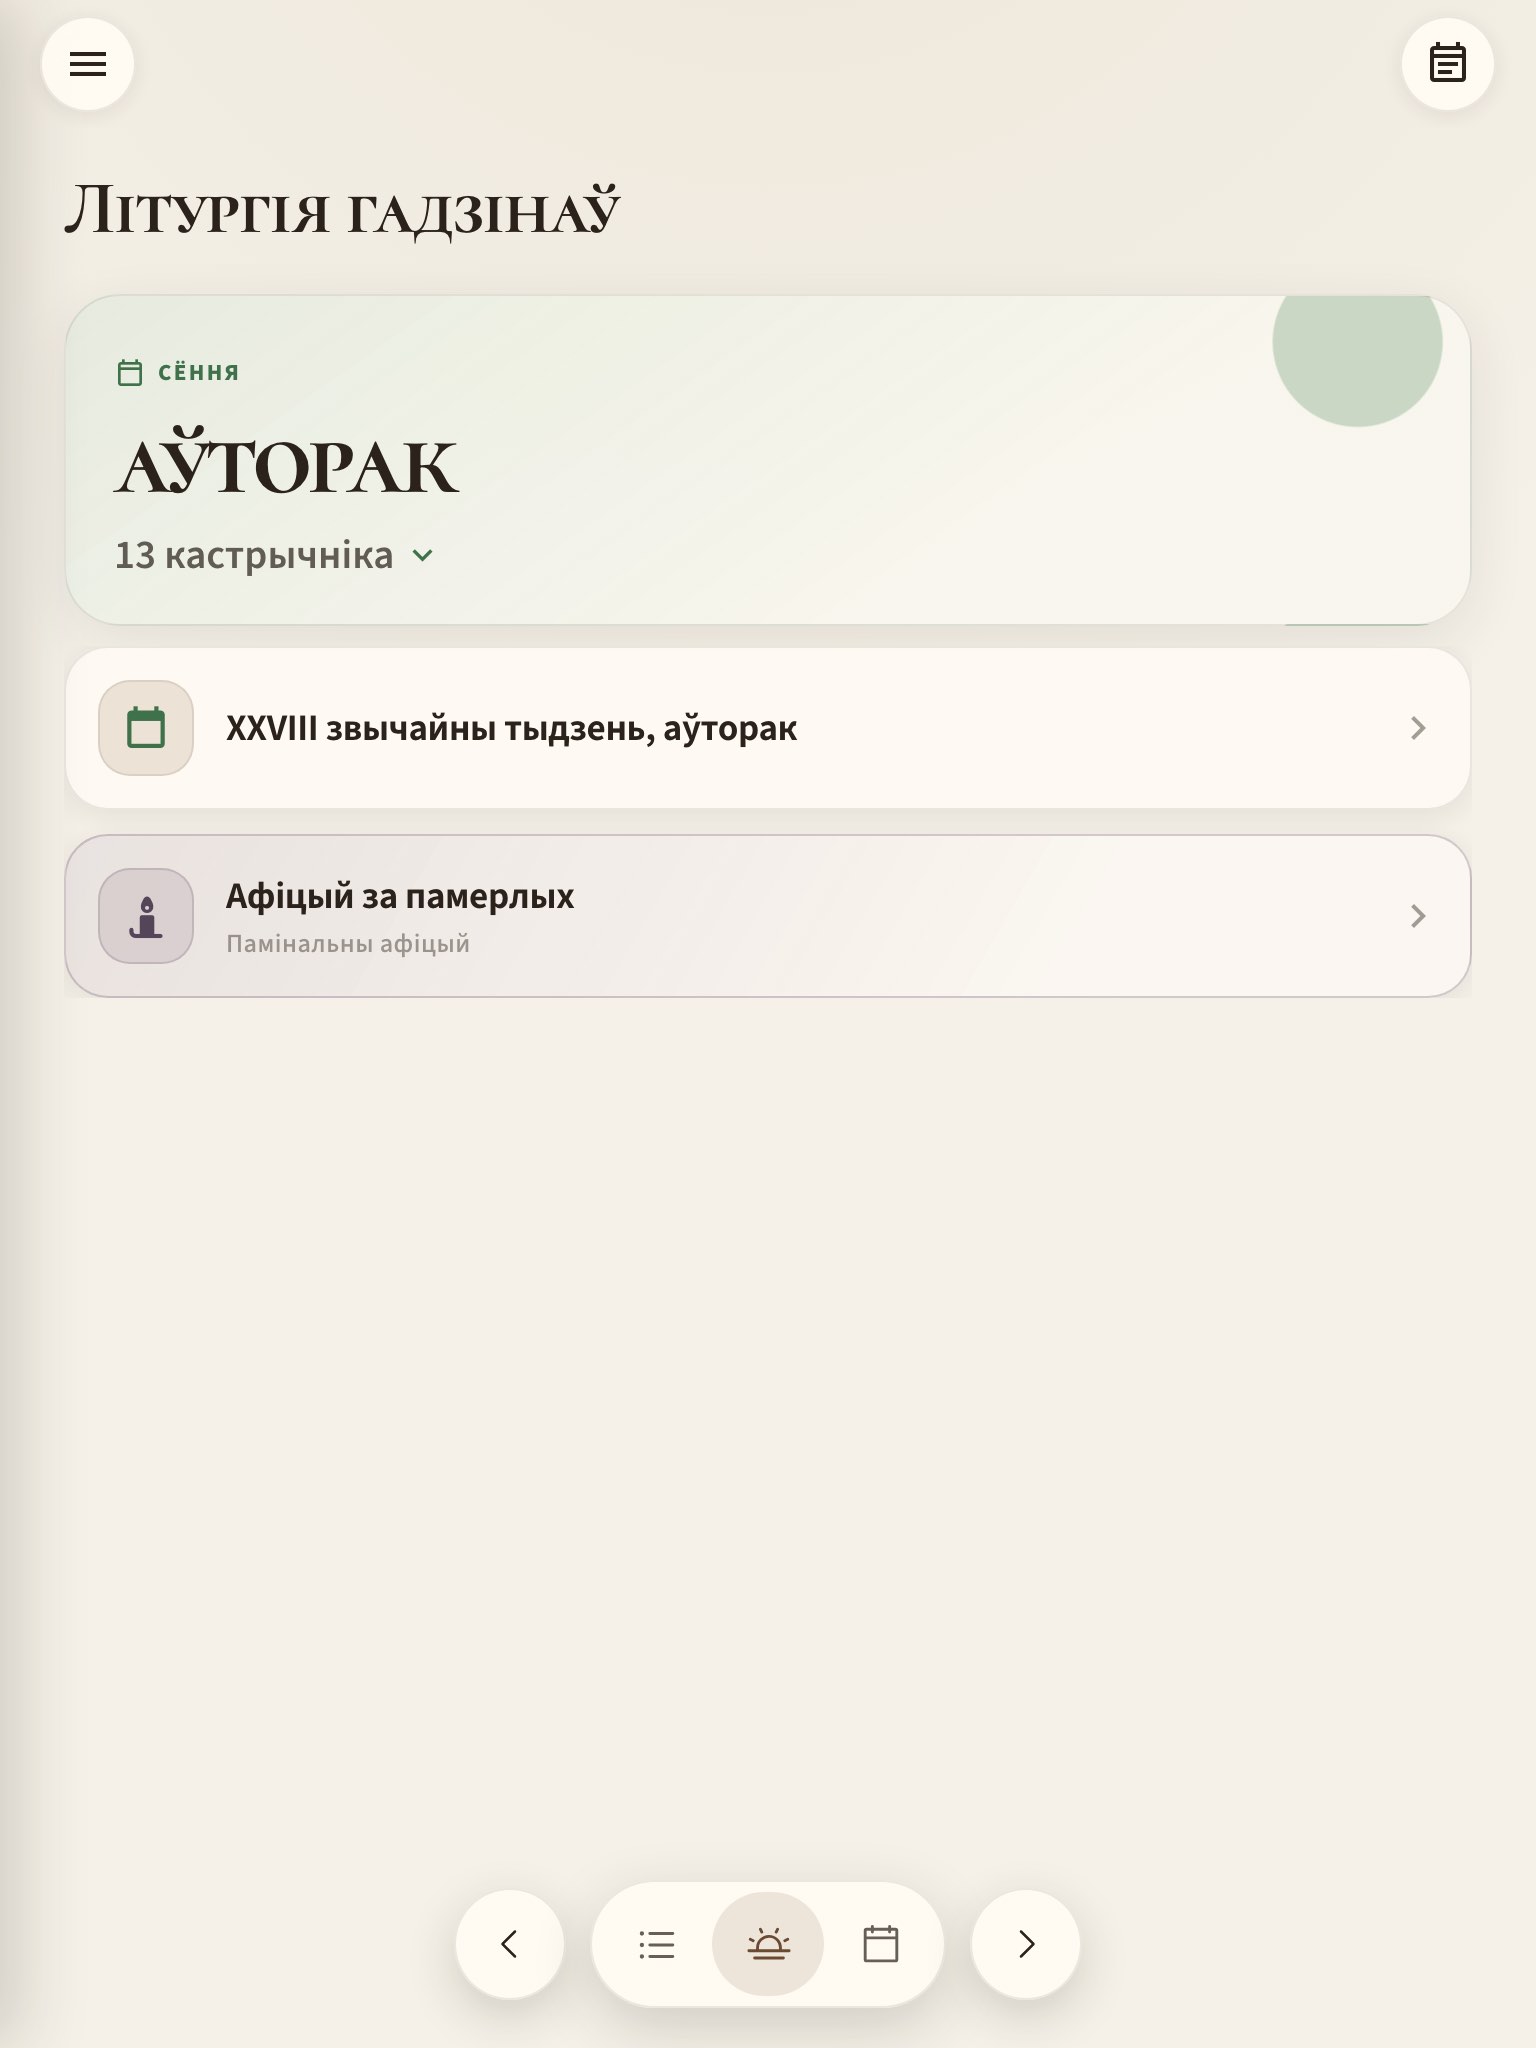 Літургія гадзінаў
СЁННЯ
АЎТОРАК
13 кастрычніка
XXVIII звычайны тыдзень, аўторак
Афіцый за памерлых
Памінальны афіцый